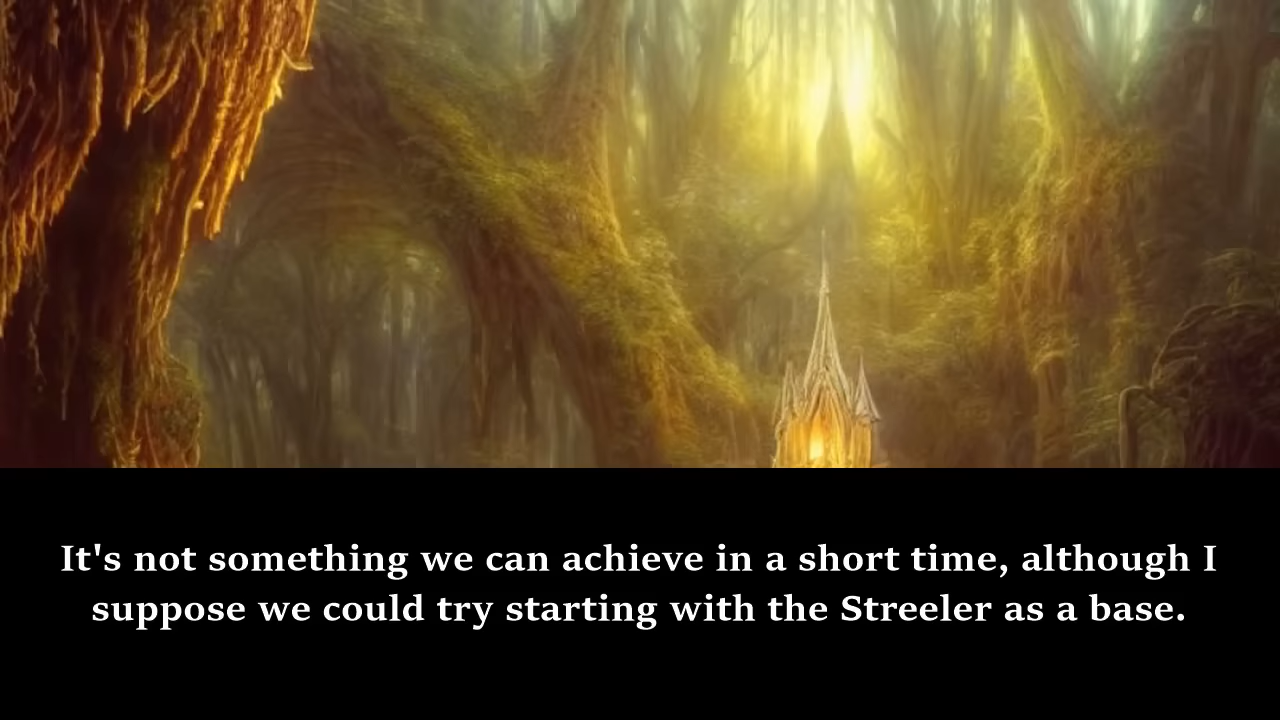 It's not something we can achieve in a short time, although I
suppose we could try starting with the Streeler as a base.